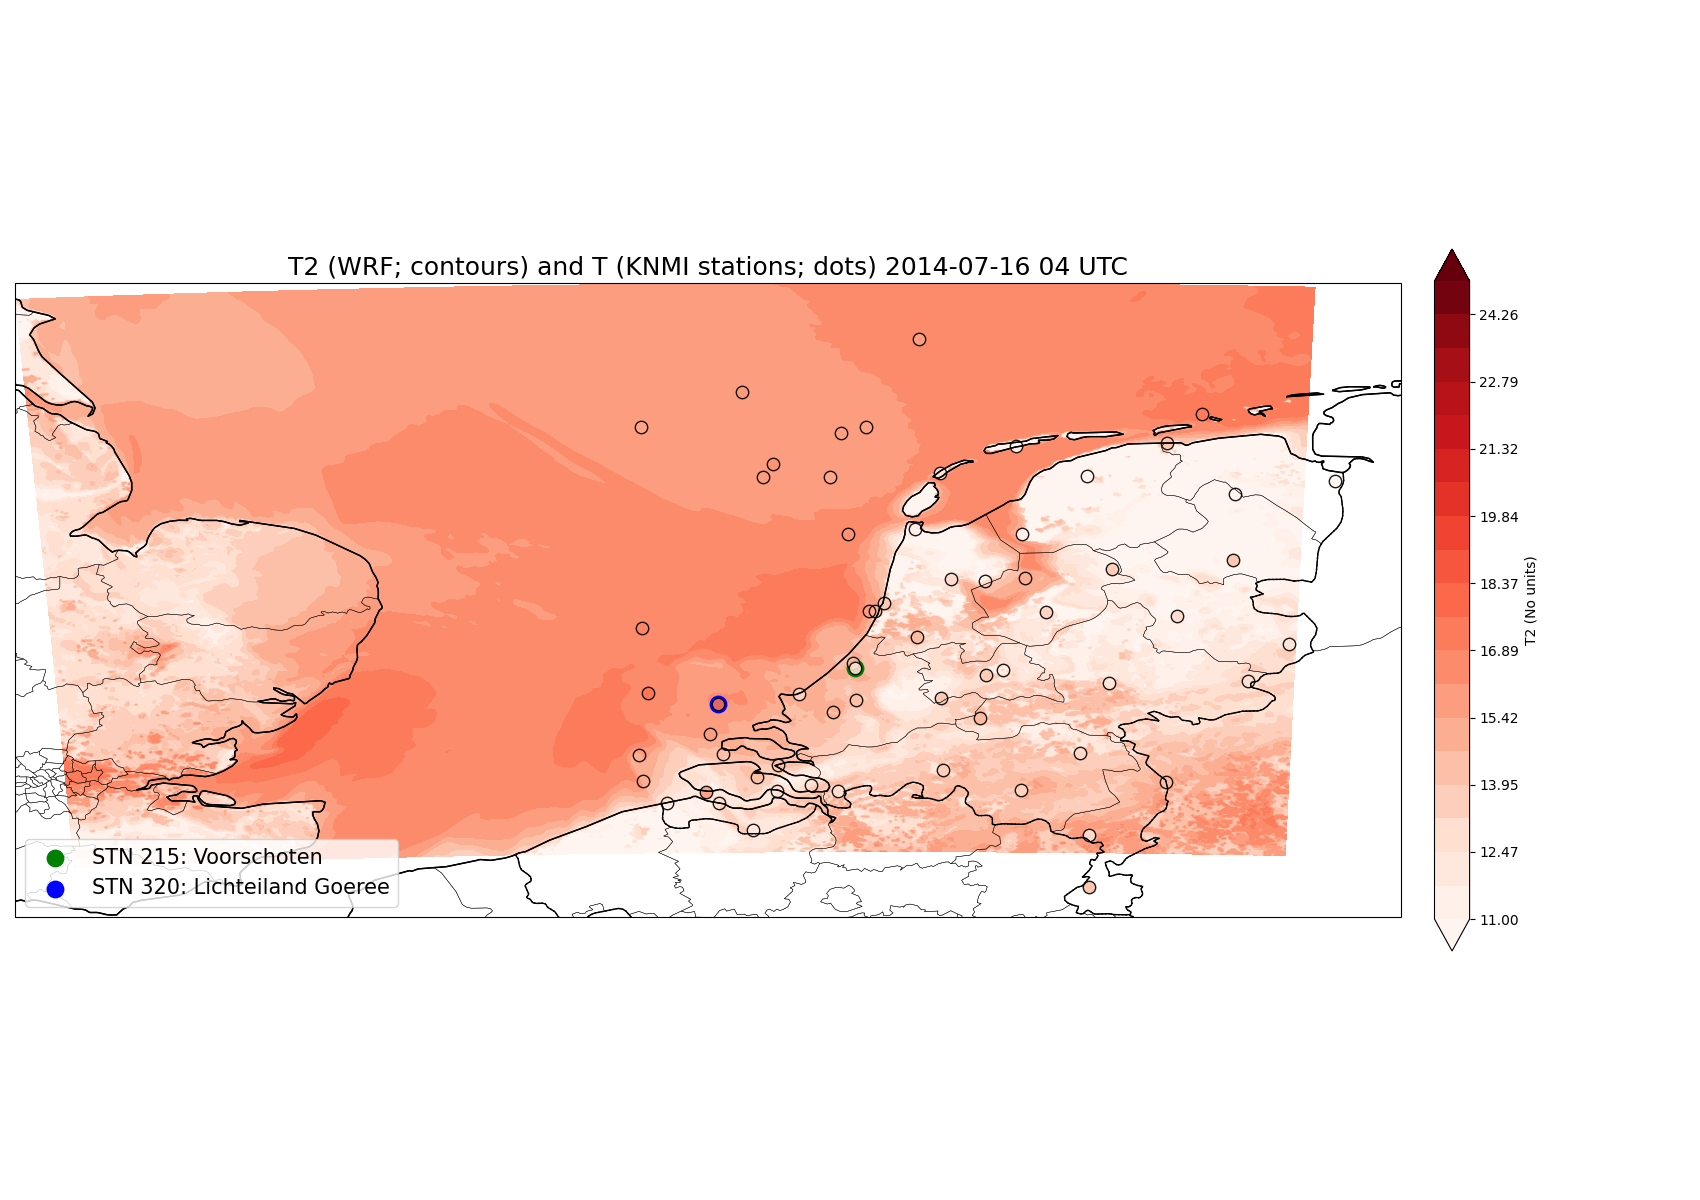 T2 (WRF; contours) and T (KNMI stations; dots) 2014-07-16 04 UTC
24.26
22.79
21.32
19.84
18.37
16.89
15.42
13.95
12.47
11.00
T2 (No units)
STN 215: Voorschoten
STN 320: Lichteiland Goeree